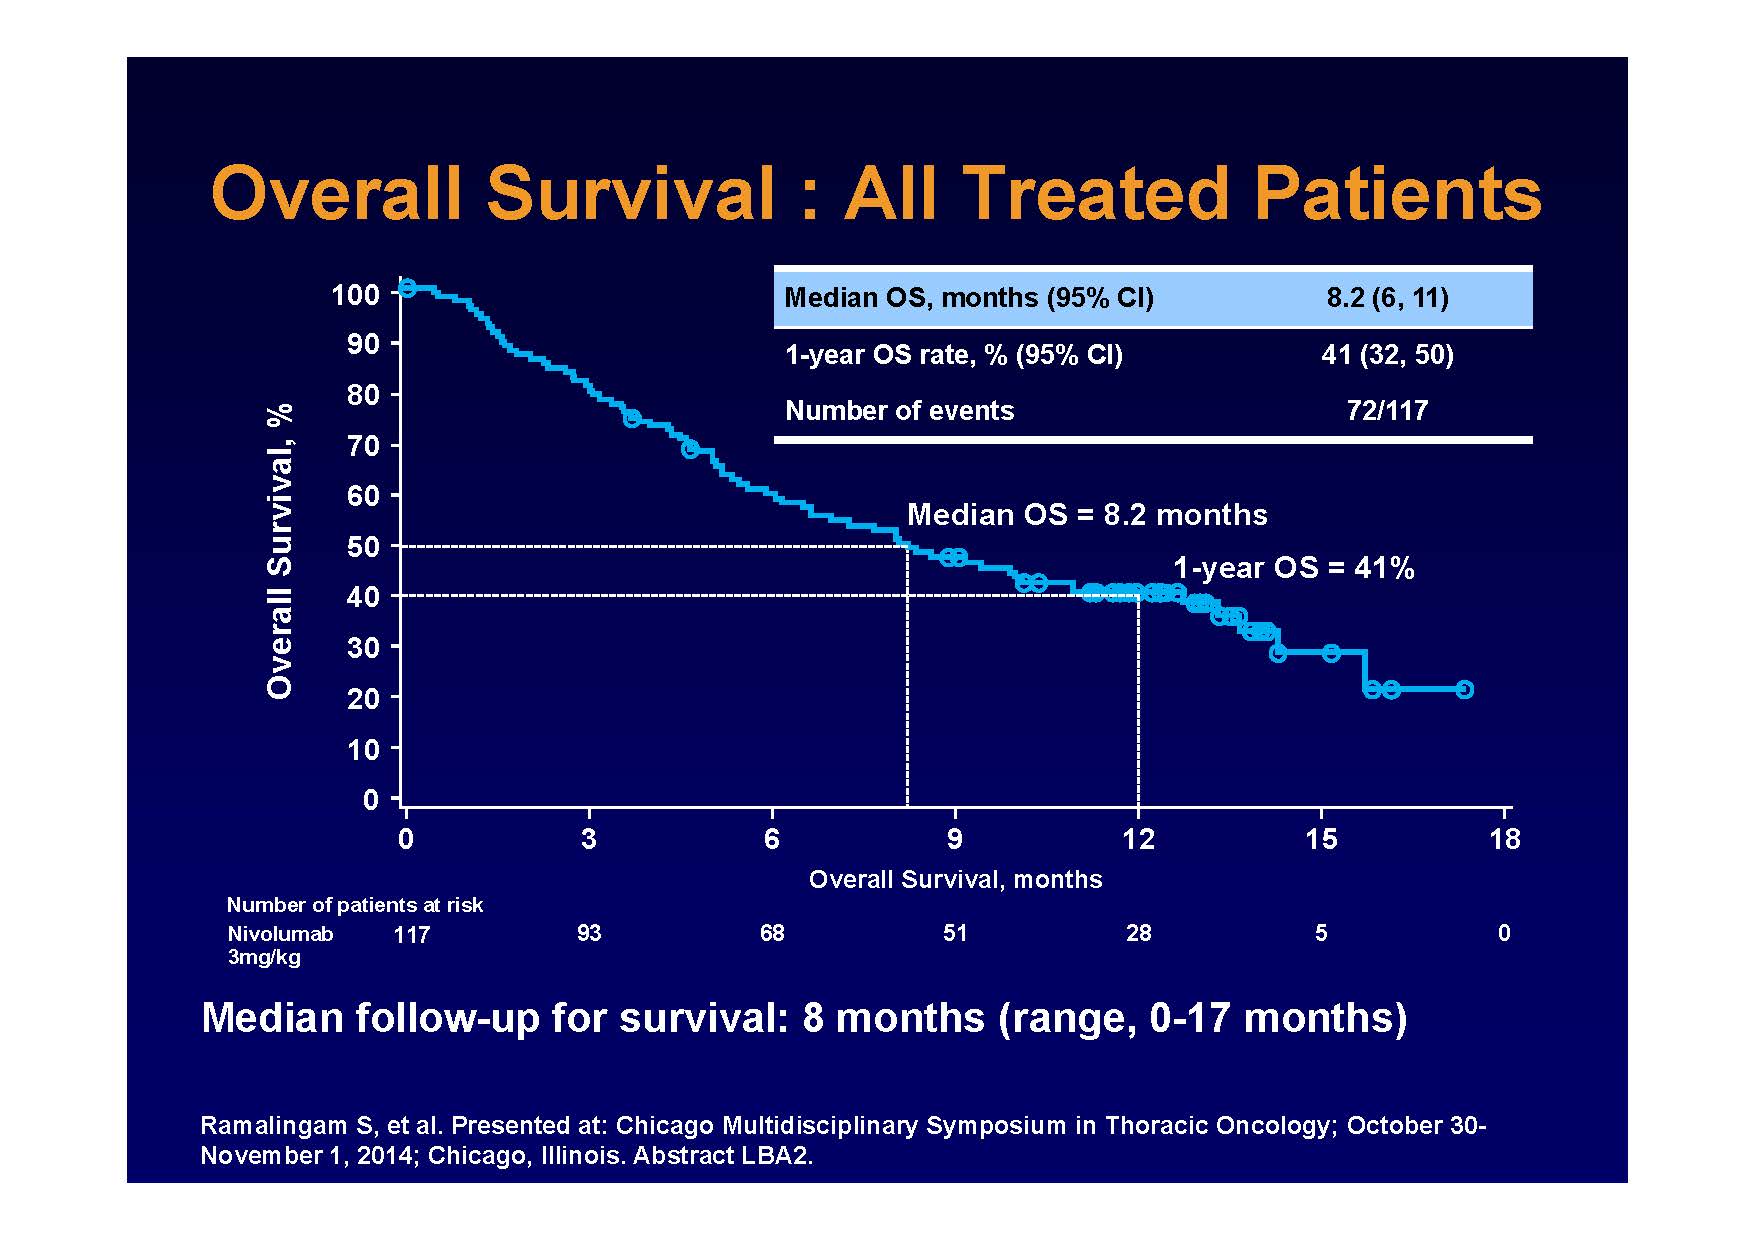 Overall Survival : All Treated Patients
Median OS, months (95% CI) 8.2 (6, 11)
1-year OS rate, % (95% CI) 41 (32, 50)
Number of events 72/117
Overall Survival, %
100
90
80
70
60
50
40
30
20
10
0
Median OS = 8.2 months
1-year OS = 41%
0 3 6 9 12 15 18
Overall Survival, months
Number of patients at risk
Nivolumab 117 93 68 51 28 5 0
3mg/kg
Median follow-up for survival: 8 months (range, 0-17 months)
Ramalingam S, et al. Presented at: Chicago Multidisciplinary Symposium in Thoracic Oncology; October 30-
November 1, 2014; Chicago, Illinois. Abstract LBA2.